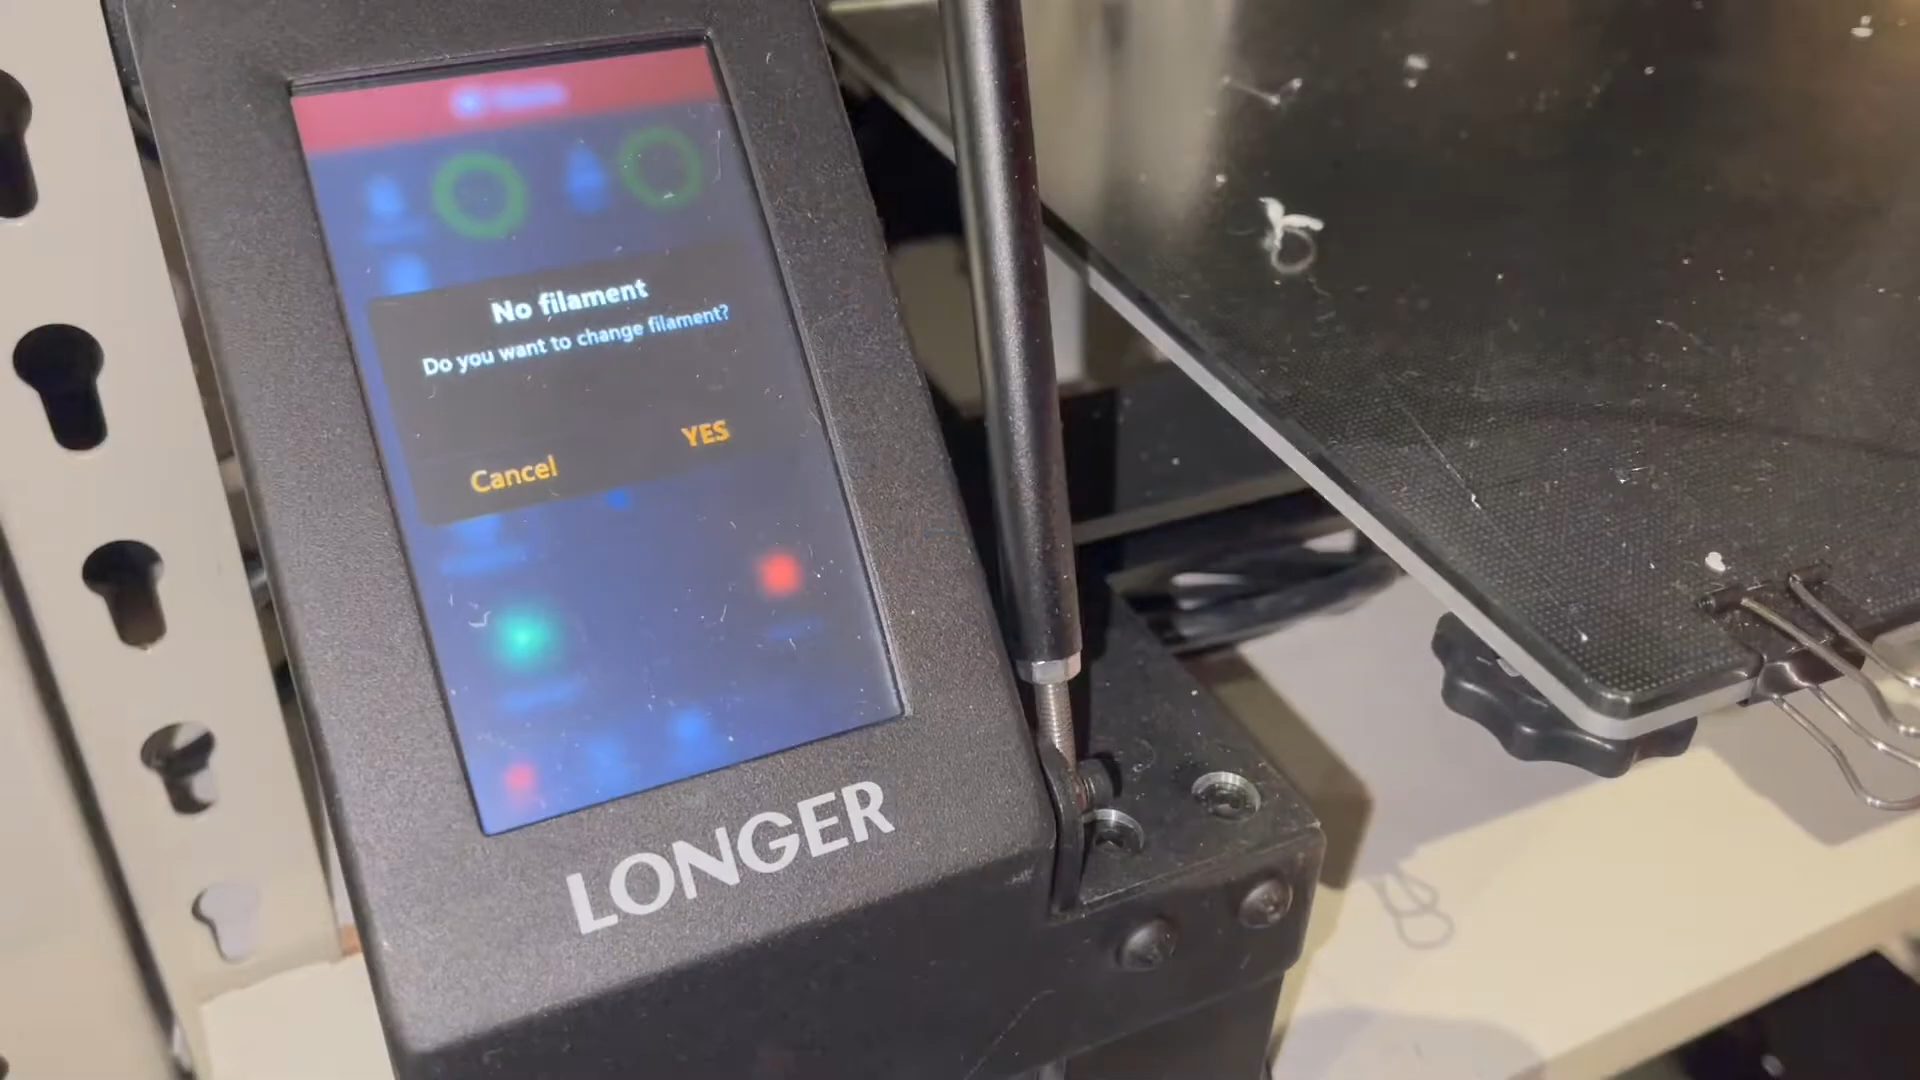 No filament
Do you want to change filament?
YES
Cancel
LONGER